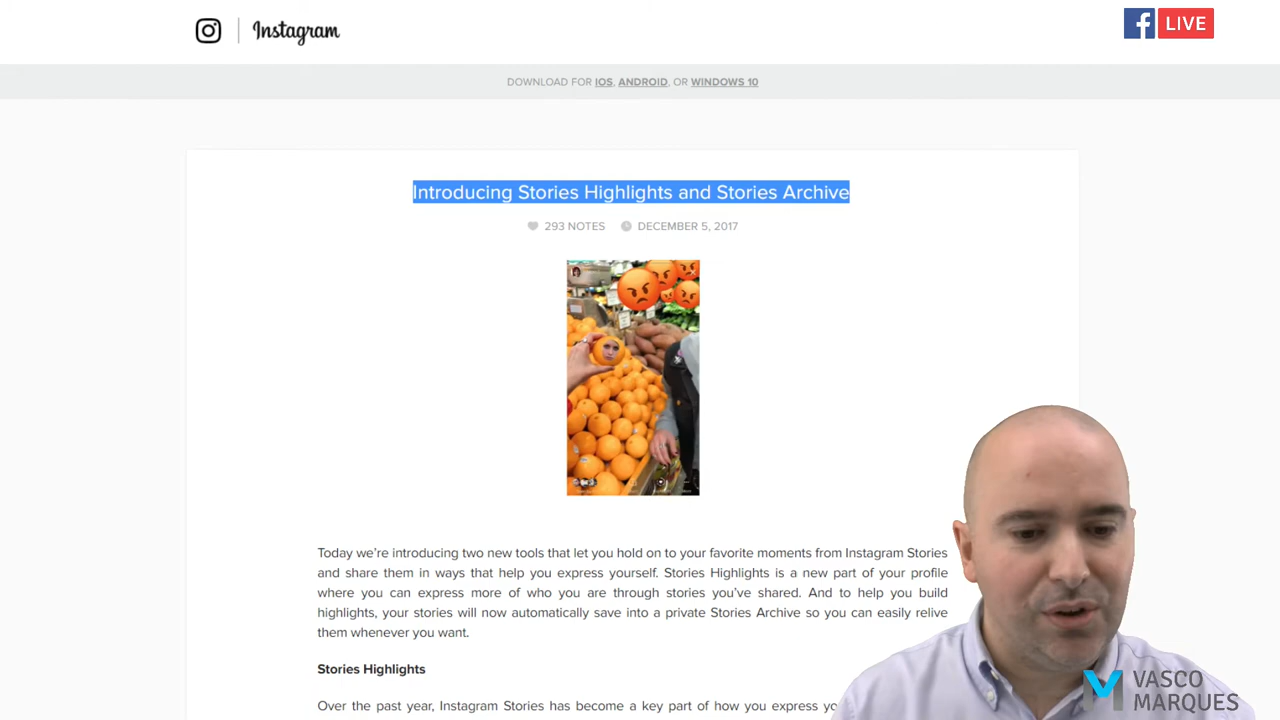 Instagram
f LIVE
DOWNLOAD FOR IOS, ANDROID, OR WINDOWS 10
Introducing Stories Highlights and Stories Archive
293 NOTES DECEMBER 5, 2017
Today we're introducing two new tools that let you hold on to your favorite moments from Instagram Stories
and share them in ways that help you express yourself. Stories Highlights is a new part of your profile
where you can express more of who you are through stories you've shared. And to help you build
highlights, your stories will now automatically save into a private Stories Archive so you can easily relive
them whenever you want.
Stories Highlights
Over the past year, Instagram Stories has become a key part of how you express
VASCO
MARQUES